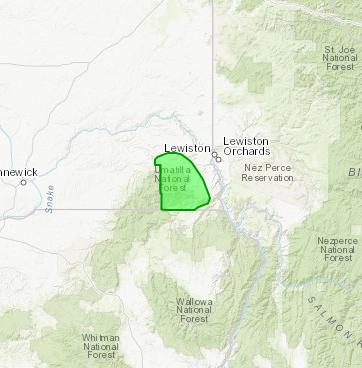 St. Joe
National
Forest
Lewiston
Lewiston
Orchards
Umatilla
National
Forest
Nez Perce
Reservation
nnewick
Snake
Nezperce
National
Forest
Wallowa
National
Forest
SALMON
Whitman
National
Forest